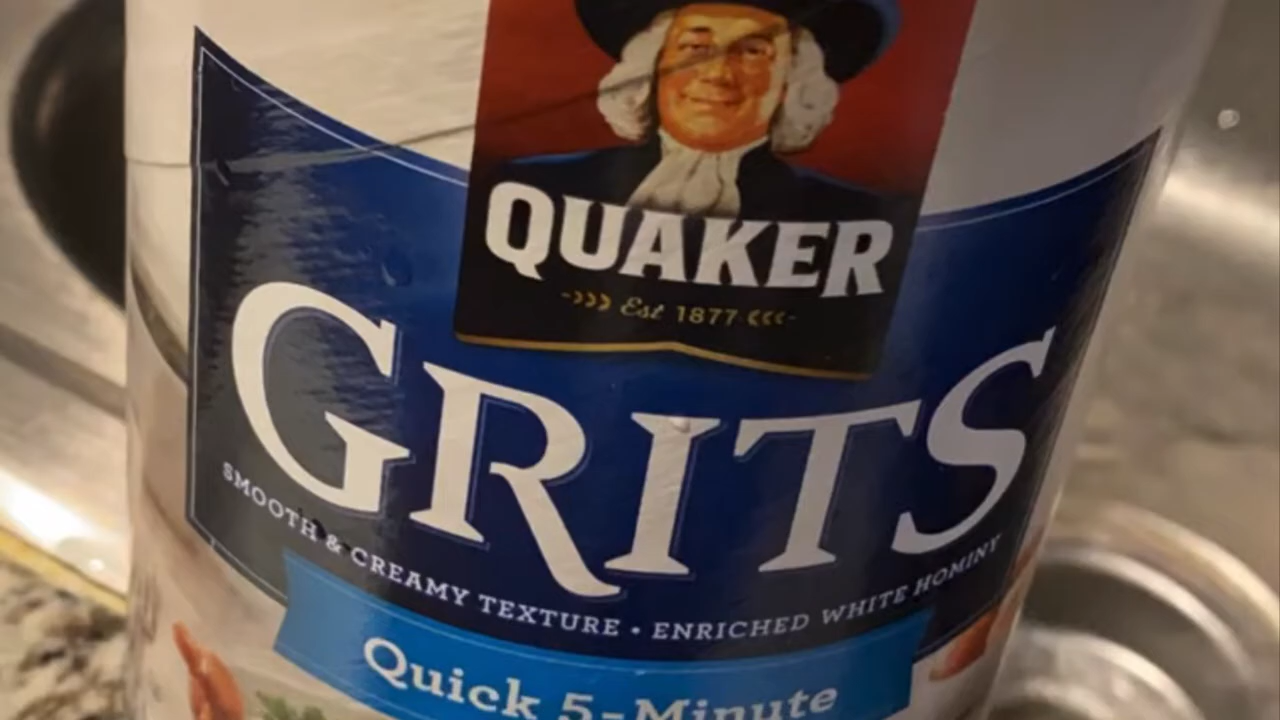 QUAKER
Est 1877
GRITS
SMOOTH & CREAMY TEXTURE • ENRICHED WHITE HOMINY
Quick 5-Minute